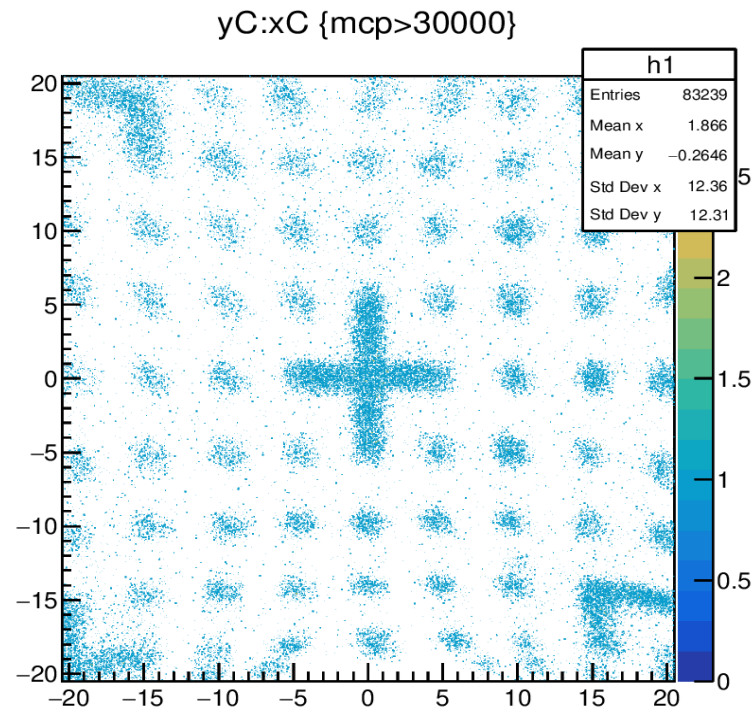 yC:xC {mcp>30000}
h1
Entries 83239
Mean x 1.866
Mean y −0.2646
Std Dev x 12.36
Std Dev y 12.31
20
15
10
5
0
−5
−10
−15
−20
−20 −15 −10 −5 0 5 10 15 20
5
2
1.5
1
0.5
0